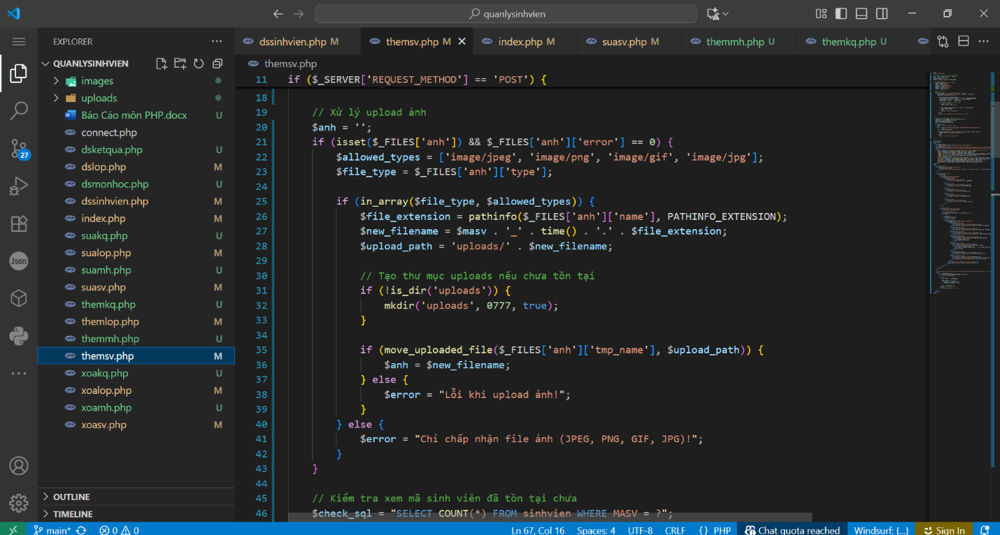 quanlysinhvien
EXPLORER
QUANLYSINHVIEN
images
uploads
Báo Cáo môn PHP.docx U
connect.php
dsketqua.php U
dslop.php M
dsmonhoc.php U
dssinhvien.php M
index.php M
suakq.php U
sualop.php M
suamh.php U
suasv.php M
themkq.php U
themlop.php M
themmh.php U
themsv.php M
xoakq.php U
xoalop.php M
xoamh.php U
xoasv.php M
OUTLINE
TIMELINE
27
Json
dssinhvien.php M
themsv.php M
index.php M
suasv.php M
themmh.php U
themkq.php U
themsv.php
11 if ($_SERVER['REQUEST_METHOD'] == 'POST') {
18
19 // Xử lý upload ảnh
20 $anh = '';
21 if (isset($_FILES['anh']) && $_FILES['anh']['error'] == 0) {
22 $allowed_types = ['image/jpeg', 'image/png', 'image/gif', 'image/jpg'];
23 $file_type = $_FILES['anh']['type'];
24
25 if (in_array($file_type, $allowed_types)) {
26 $file_extension = pathinfo($_FILES['anh']['name'], PATHINFO_EXTENSION);
27 $new_filename = $masv . '_' . time() . '.' . $file_extension;
28 $upload_path = 'uploads/' . $new_filename;
29
30 // Tạo thư mục uploads nếu chưa tồn tại
31 if (!is_dir('uploads')) {
32 mkdir('uploads', 0777, true);
33 }
34
35 if (move_uploaded_file($_FILES['anh']['tmp_name'], $upload_path)) {
36 $anh = $new_filename;
37 } else {
38 $error = "Lỗi khi upload ảnh!";
39 }
40 } else {
41 $error = "Chỉ chấp nhận file ảnh (JPEG, PNG, GIF, JPG)!";
42 }
43 }
44
45 // Kiểm tra xem mã sinh viên đã tồn tại chưa
46 $check_sql = "SELECT COUNT(*) FROM sinhvien WHERE MASV = ?";
main* 0 0 Ln 67, Col 16 Spaces: 4 UTF-8 CRLF {} PHP Chat quota reached Windsurf: {...} Sign In